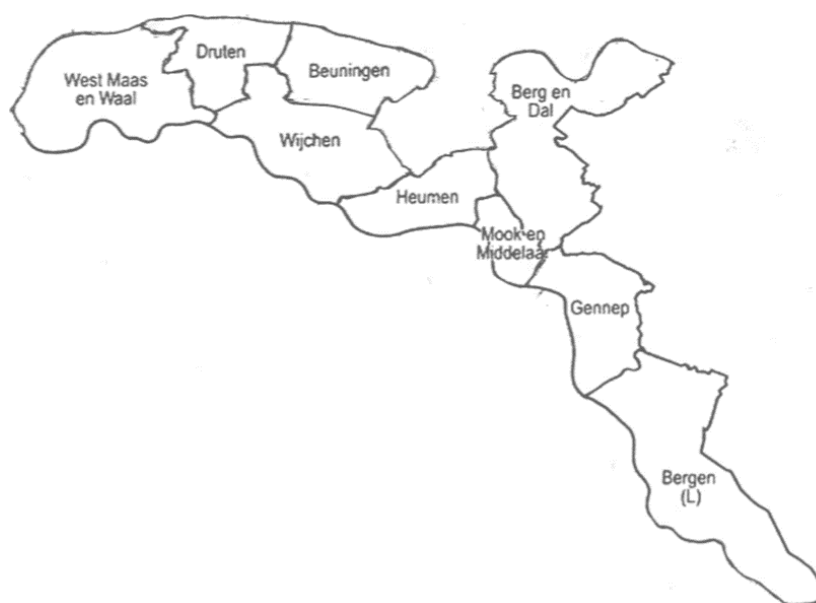 Druten
Beuningen
West Maas
en Waal
Berg en
Dal
Wijchen
Heumen
Mook en
Middelaar
Gennep
Bergen
(L)